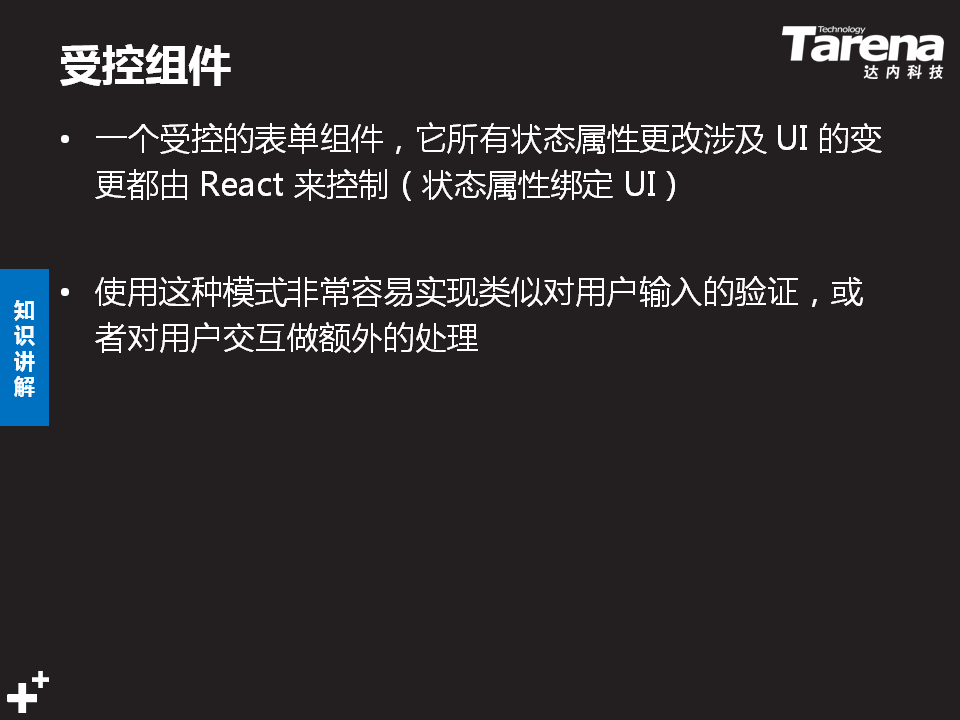 受控组件
Technology
Tarena
达内科技
• 一个受控的表单组件，它所有状态属性更改涉及 UI 的变
更都由 React 来控制（状态属性绑定 UI）
• 使用这种模式非常容易实现类似对用户输入的验证，或
者对用户交互做额外的处理
知
识
讲
解